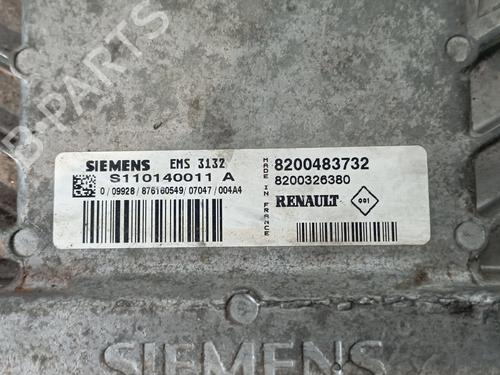 B-PARTS
SIEMENS EMS 3132
S110140011 A
0/09928/876160549/07047/004A4
MADE IN FRANCE
8200483732
8200326380
RENAULT
001
SIEMENS